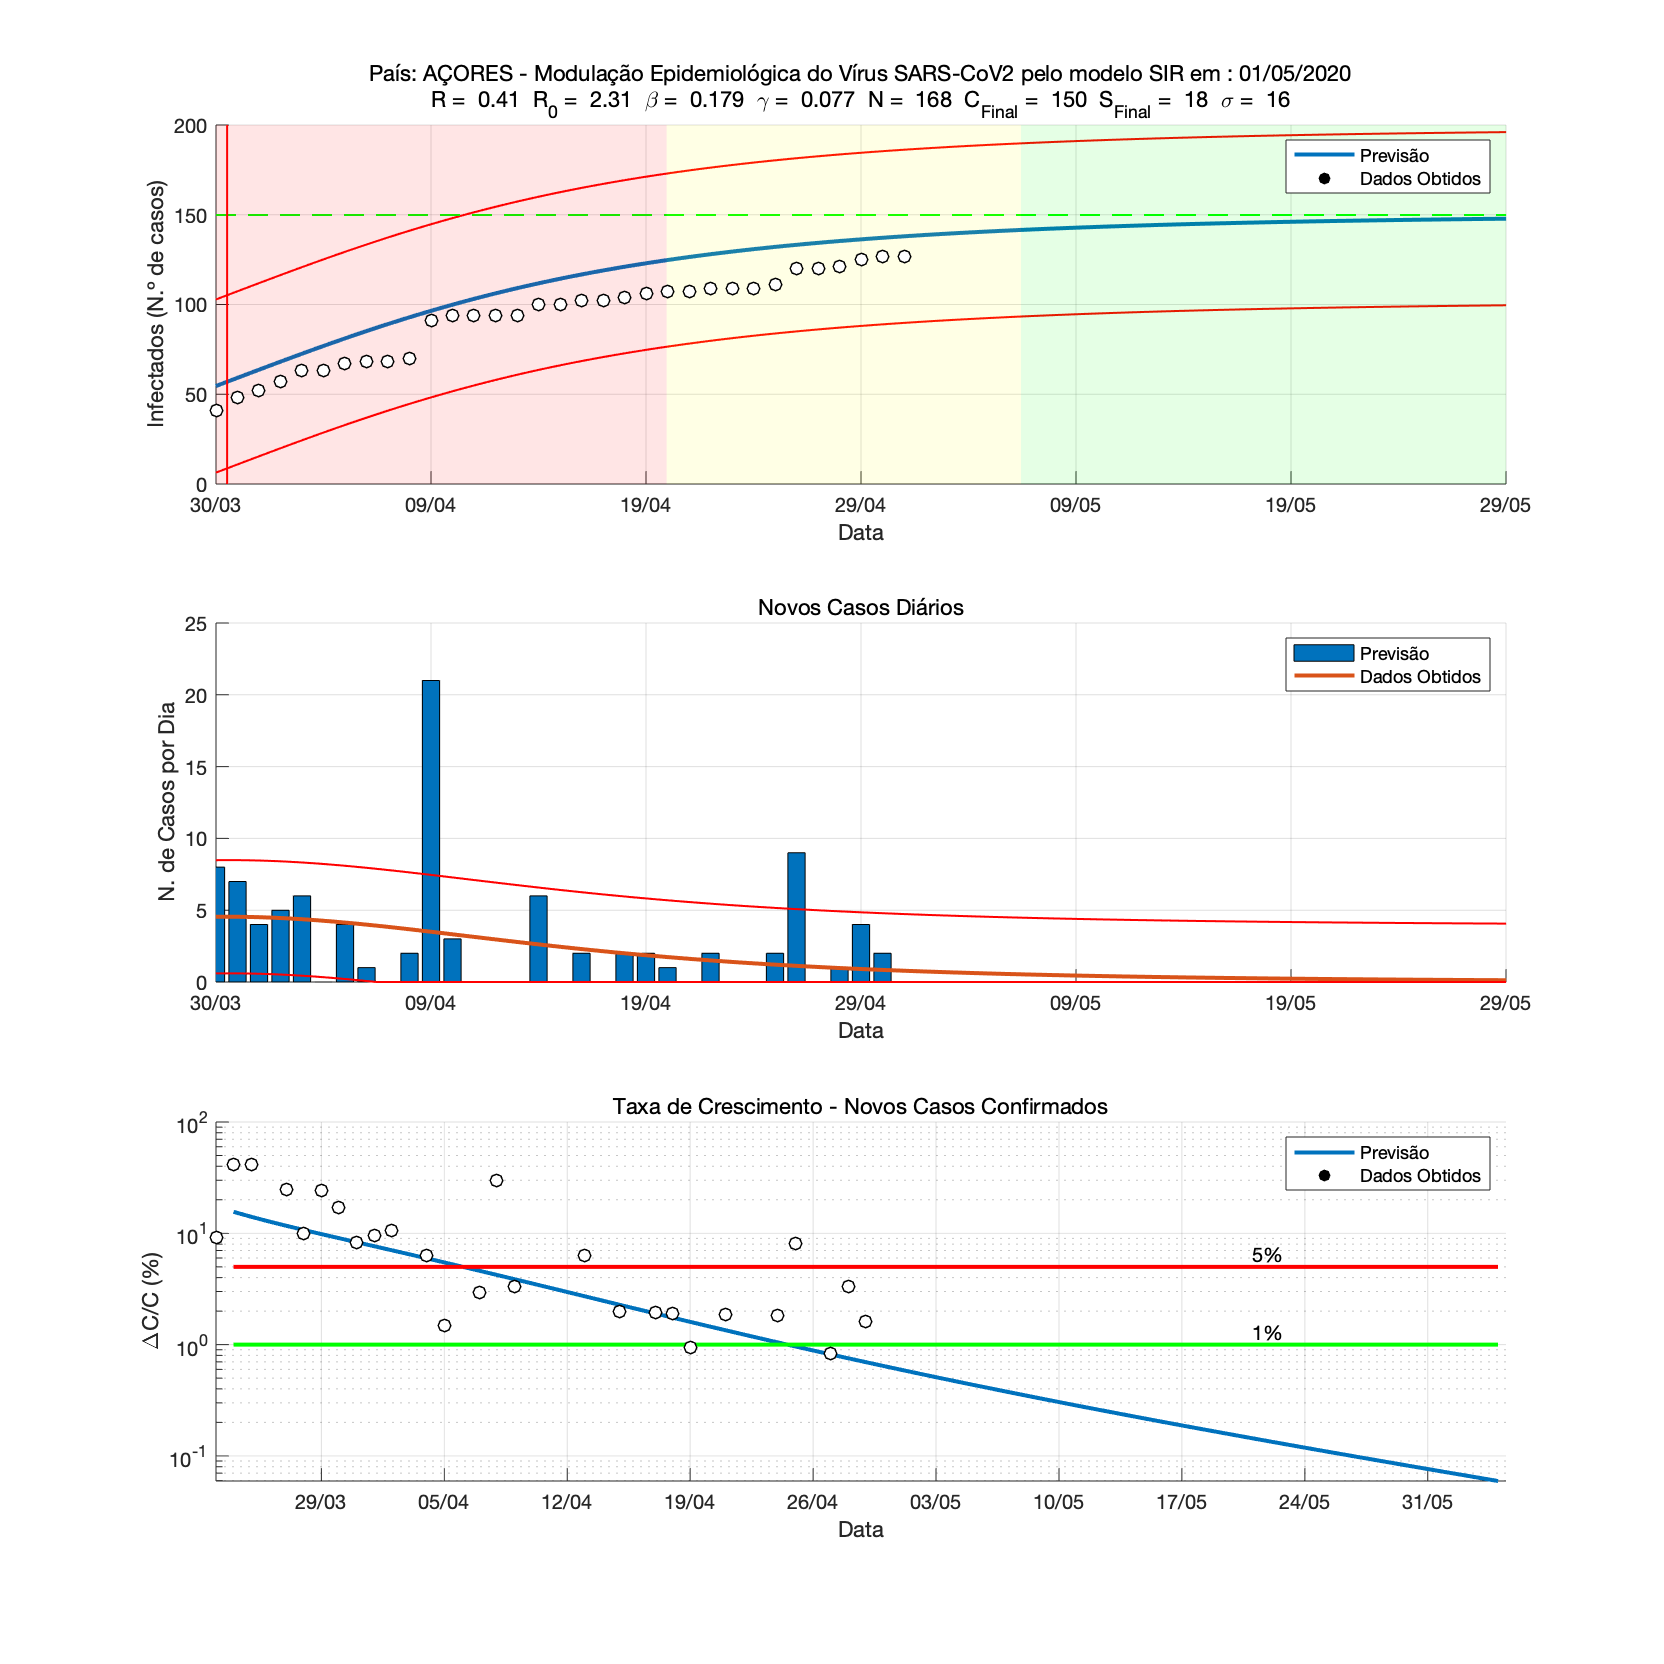 País: AÇORES - Modulação Epidemiológica do Vírus SARS-CoV2 pelo modelo SIR em : 01/05/2020
R = 0.41 R0 = 2.31 β = 0.179 γ = 0.077 N = 168 CFinal = 150 SFinal = 18 σ = 16
200
150
100
50
0
Infectados (N.º de casos)
Previsão
Dados Obtidos
30/03 09/04 19/04 29/04 09/05 19/05 29/05
Data
Novos Casos Diários
25
20
15
10
5
0
N. de Casos por Dia
Previsão
Dados Obtidos
30/03 09/04 19/04 29/04 09/05 19/05 29/05
Data
Taxa de Crescimento - Novos Casos Confirmados
10^2
10^1
10^0
10^-1
ΔC/C (%)
Previsão
Dados Obtidos
5%
1%
29/03 05/04 12/04 19/04 26/04 03/05 10/05 17/05 24/05 31/05
Data